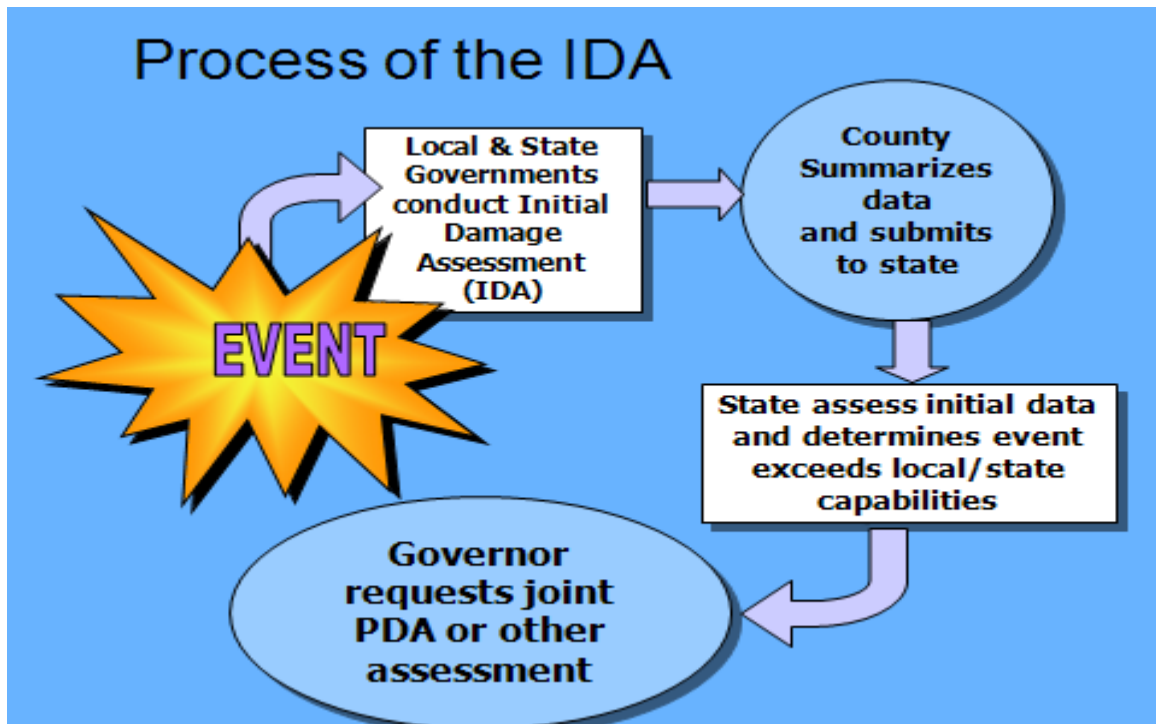 Process of the IDA
Local & State
Governments
conduct Initial
Damage
Assessment
(IDA)
County
Summarizes
data
and submits
to state
EVENT
State assess initial data
and determines event
exceeds local/state
capabilities
Governor
requests joint
PDA or other
assessment